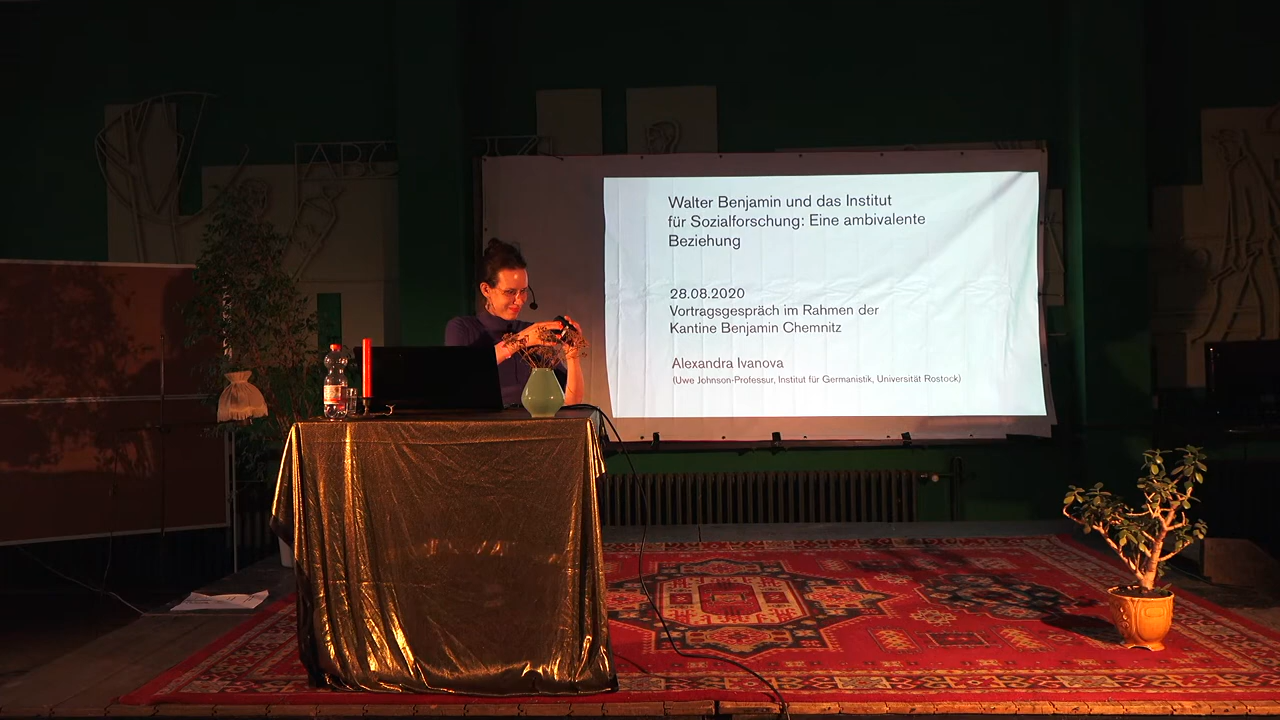 ABC
Walter Benjamin und das Institut
für Sozialforschung: Eine ambivalente
Beziehung
28.08.2020
Vortragsgespräch im Rahmen der
Kantine Benjamin Chemnitz
Alexandra Ivanova
(Uwe Johnson-Professur, Institut für Germanistik, Universität Rostock)